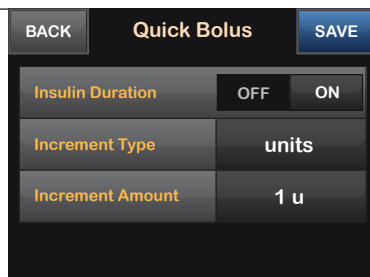 BACK Quick Bolus SAVE
Insulin Duration OFF ON
Increment Type units
Increment Amount 1 u